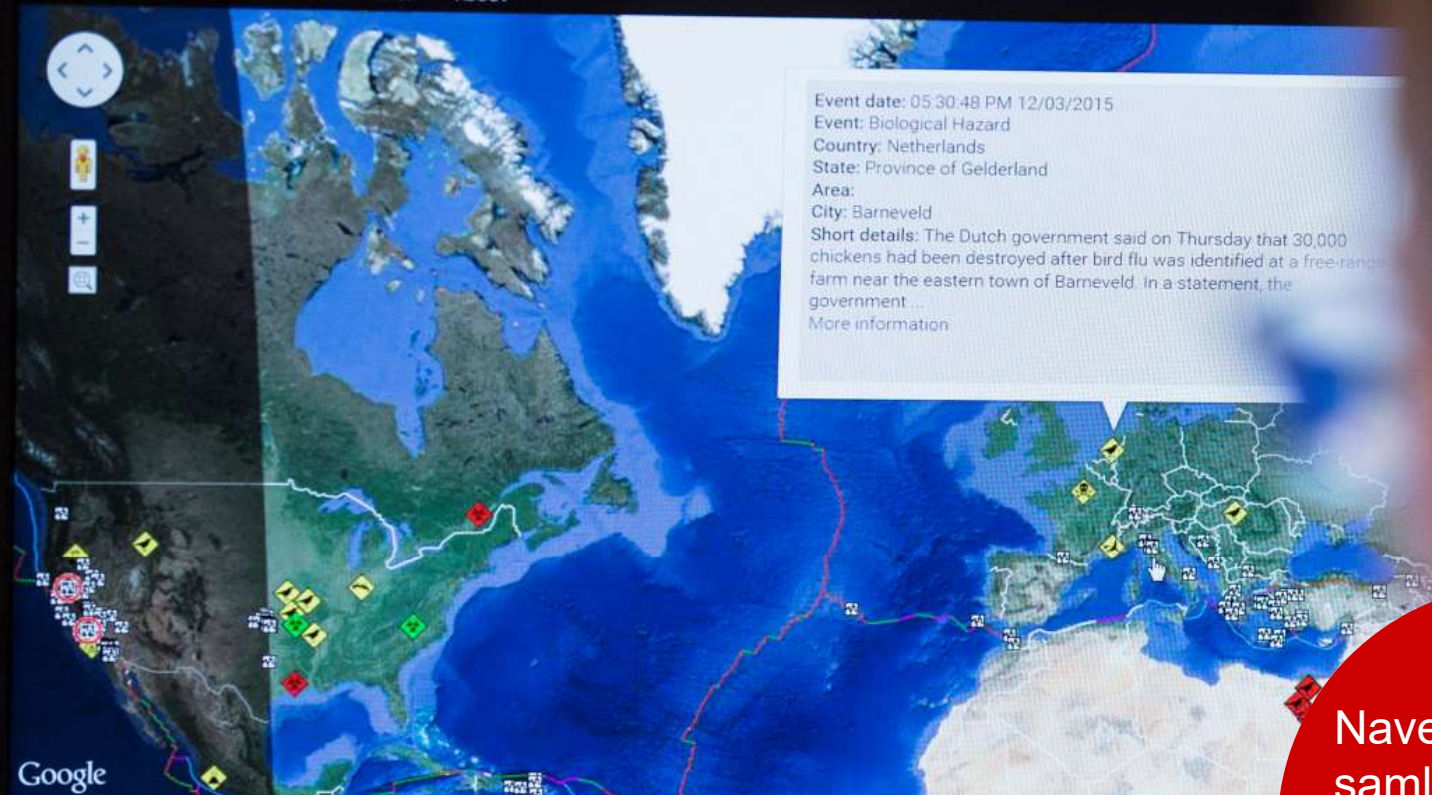 Event date: 05:30:48 PM 12/03/2015
Event: Biological Hazard
Country: Netherlands
State: Province of Gelderland
Area:
City: Barneveld
Short details: The Dutch government said on Thursday that 30,000
chickens had been destroyed after bird flu was identified at a free-range
farm near the eastern town of Barneveld. In a statement, the
government ...
More information
Google